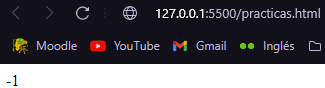 127.0.0.1:5500/practicas.html
Moodle YouTube Gmail Inglés
-1